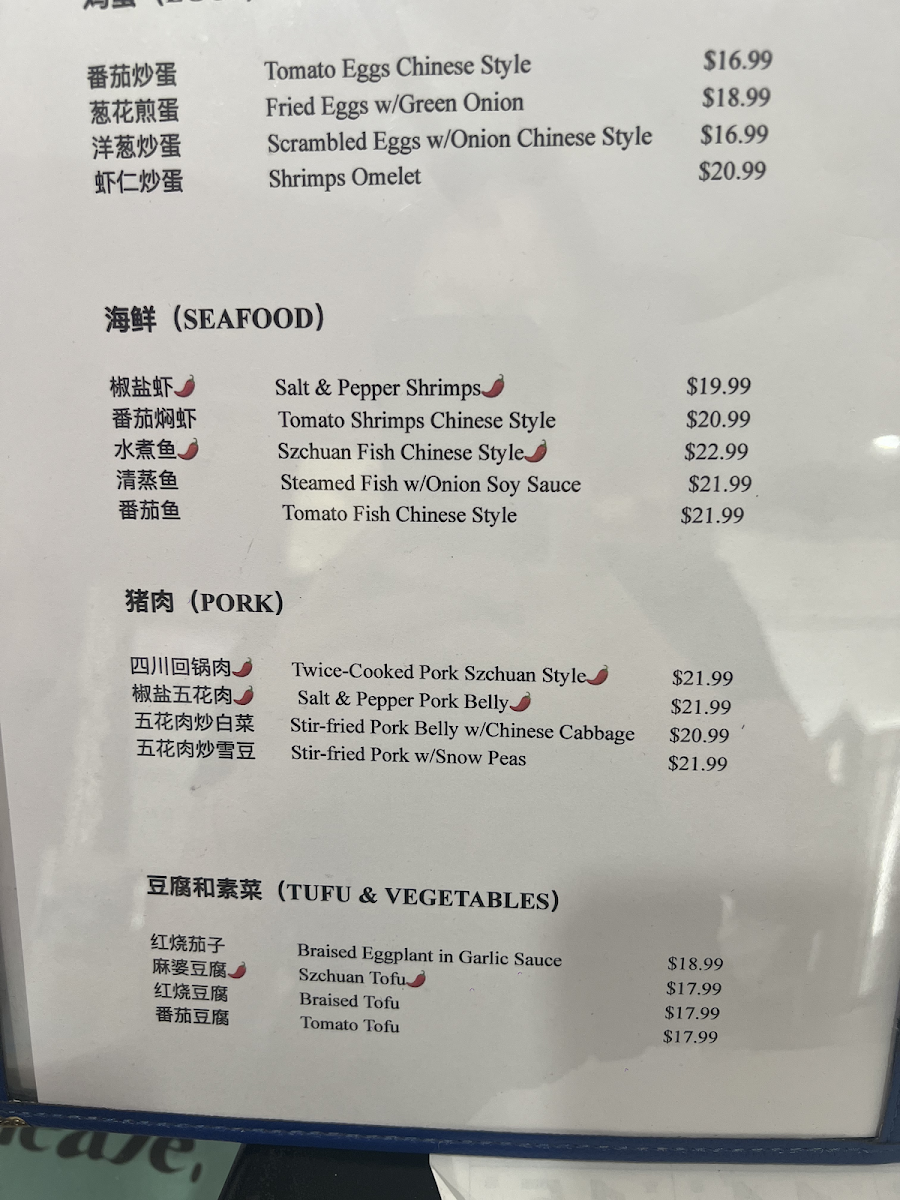 番茄炒蛋 Tomato Eggs Chinese Style $16.99
葱花煎蛋 Fried Eggs w/Green Onion $18.99
洋葱炒蛋 Scrambled Eggs w/Onion Chinese Style $16.99
虾仁炒蛋 Shrimps Omelet $20.99
海鲜（SEAFOOD）
椒盐虾🌶 Salt & Pepper Shrimps🌶 $19.99
番茄焖虾 Tomato Shrimps Chinese Style $20.99
水煮鱼🌶 Szchuan Fish Chinese Style🌶 $22.99
清蒸鱼 Steamed Fish w/Onion Soy Sauce $21.99
番茄鱼 Tomato Fish Chinese Style $21.99
猪肉（PORK）
四川回锅肉🌶 Twice-Cooked Pork Szchuan Style🌶 $21.99
椒盐五花肉🌶 Salt & Pepper Pork Belly🌶 $21.99
五花肉炒白菜 Stir-fried Pork Belly w/Chinese Cabbage $20.99
五花肉炒雪豆 Stir-fried Pork w/Snow Peas $21.99
豆腐和素菜（TUFU & VEGETABLES）
红烧茄子 Braised Eggplant in Garlic Sauce $18.99
麻婆豆腐🌶 Szchuan Tofu🌶 $17.99
红烧豆腐 Braised Tofu $17.99
番茄豆腐 Tomato Tofu $17.99